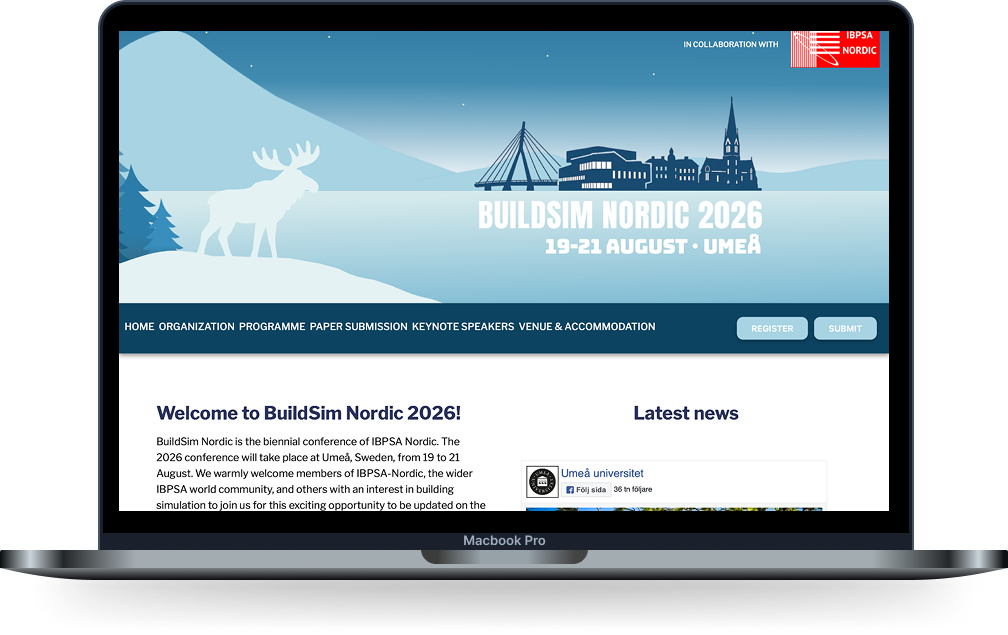 IN COLLABORATION WITH
IBPSA
NORDIC
BUILDSIM NORDIC 2026
19-21 AUGUST • UMEÅ
HOME ORGANIZATION PROGRAMME PAPER SUBMISSION KEYNOTE SPEAKERS VENUE & ACCOMMODATION
REGISTER
SUBMIT
Welcome to BuildSim Nordic 2026!
BuildSim Nordic is the biennial conference of IBPSA Nordic. The
2026 conference will take place at Umeå, Sweden, from 19 to 21
August. We warmly welcome members of IBPSA-Nordic, the wider
IBPSA world community, and others with an interest in building
simulation to join us for this exciting opportunity to be updated on the
Latest news
Umeå universitet
Följ sida
36 tn följare
Macbook Pro